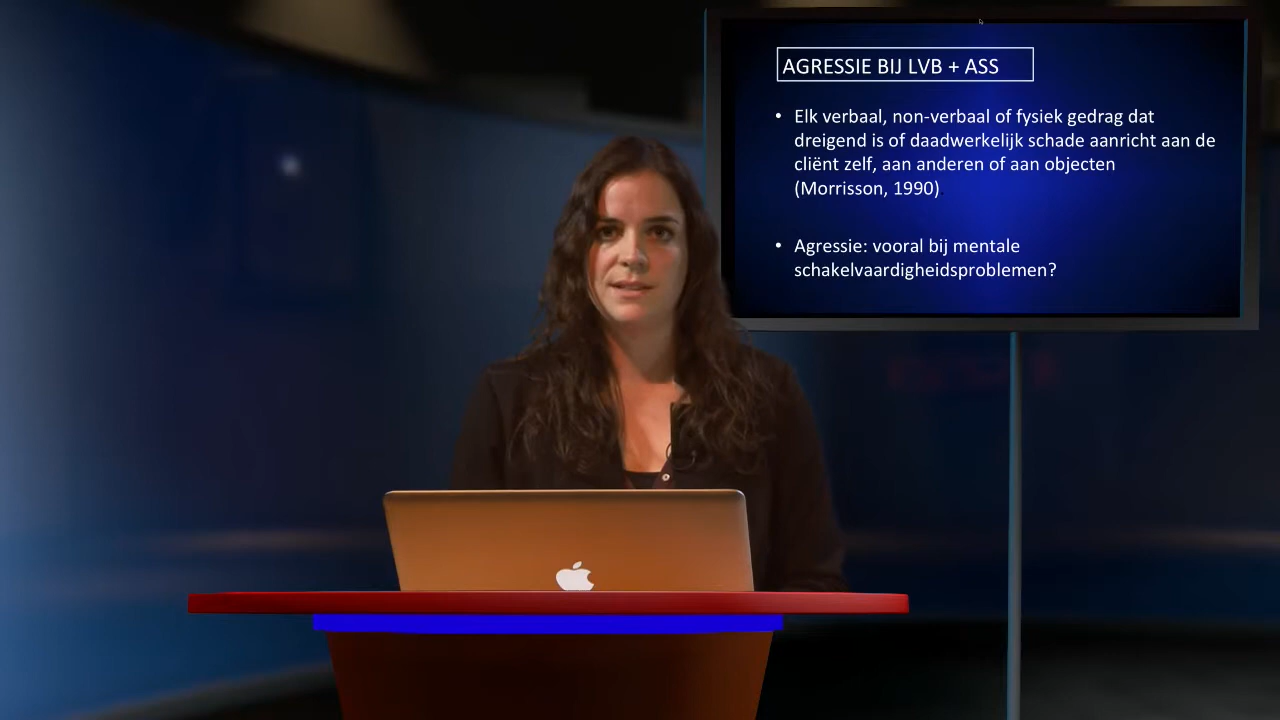 AGRESSIE BIJ LVB + ASS
• Elk verbaal, non-verbaal of fysiek gedrag dat
dreigend is of daadwerkelijk schade aanricht aan de
cliënt zelf, aan anderen of aan objecten
(Morrisson, 1990).
• Agressie: vooral bij mentale
schakelvaardigheidsproblemen?